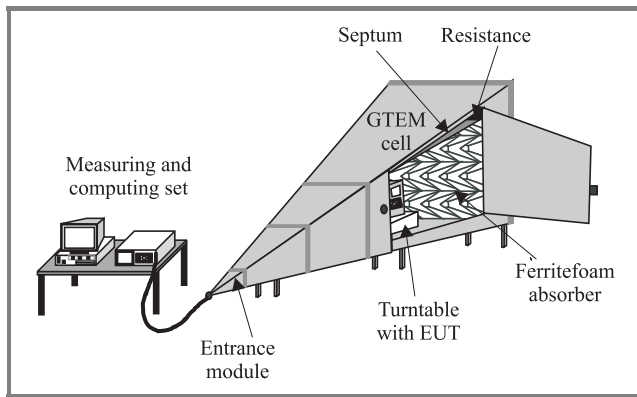 Septum
Resistance
GTEM
cell
Measuring and
computing set
Ferritefoam
absorber
Turntable
with EUT
Entrance
module